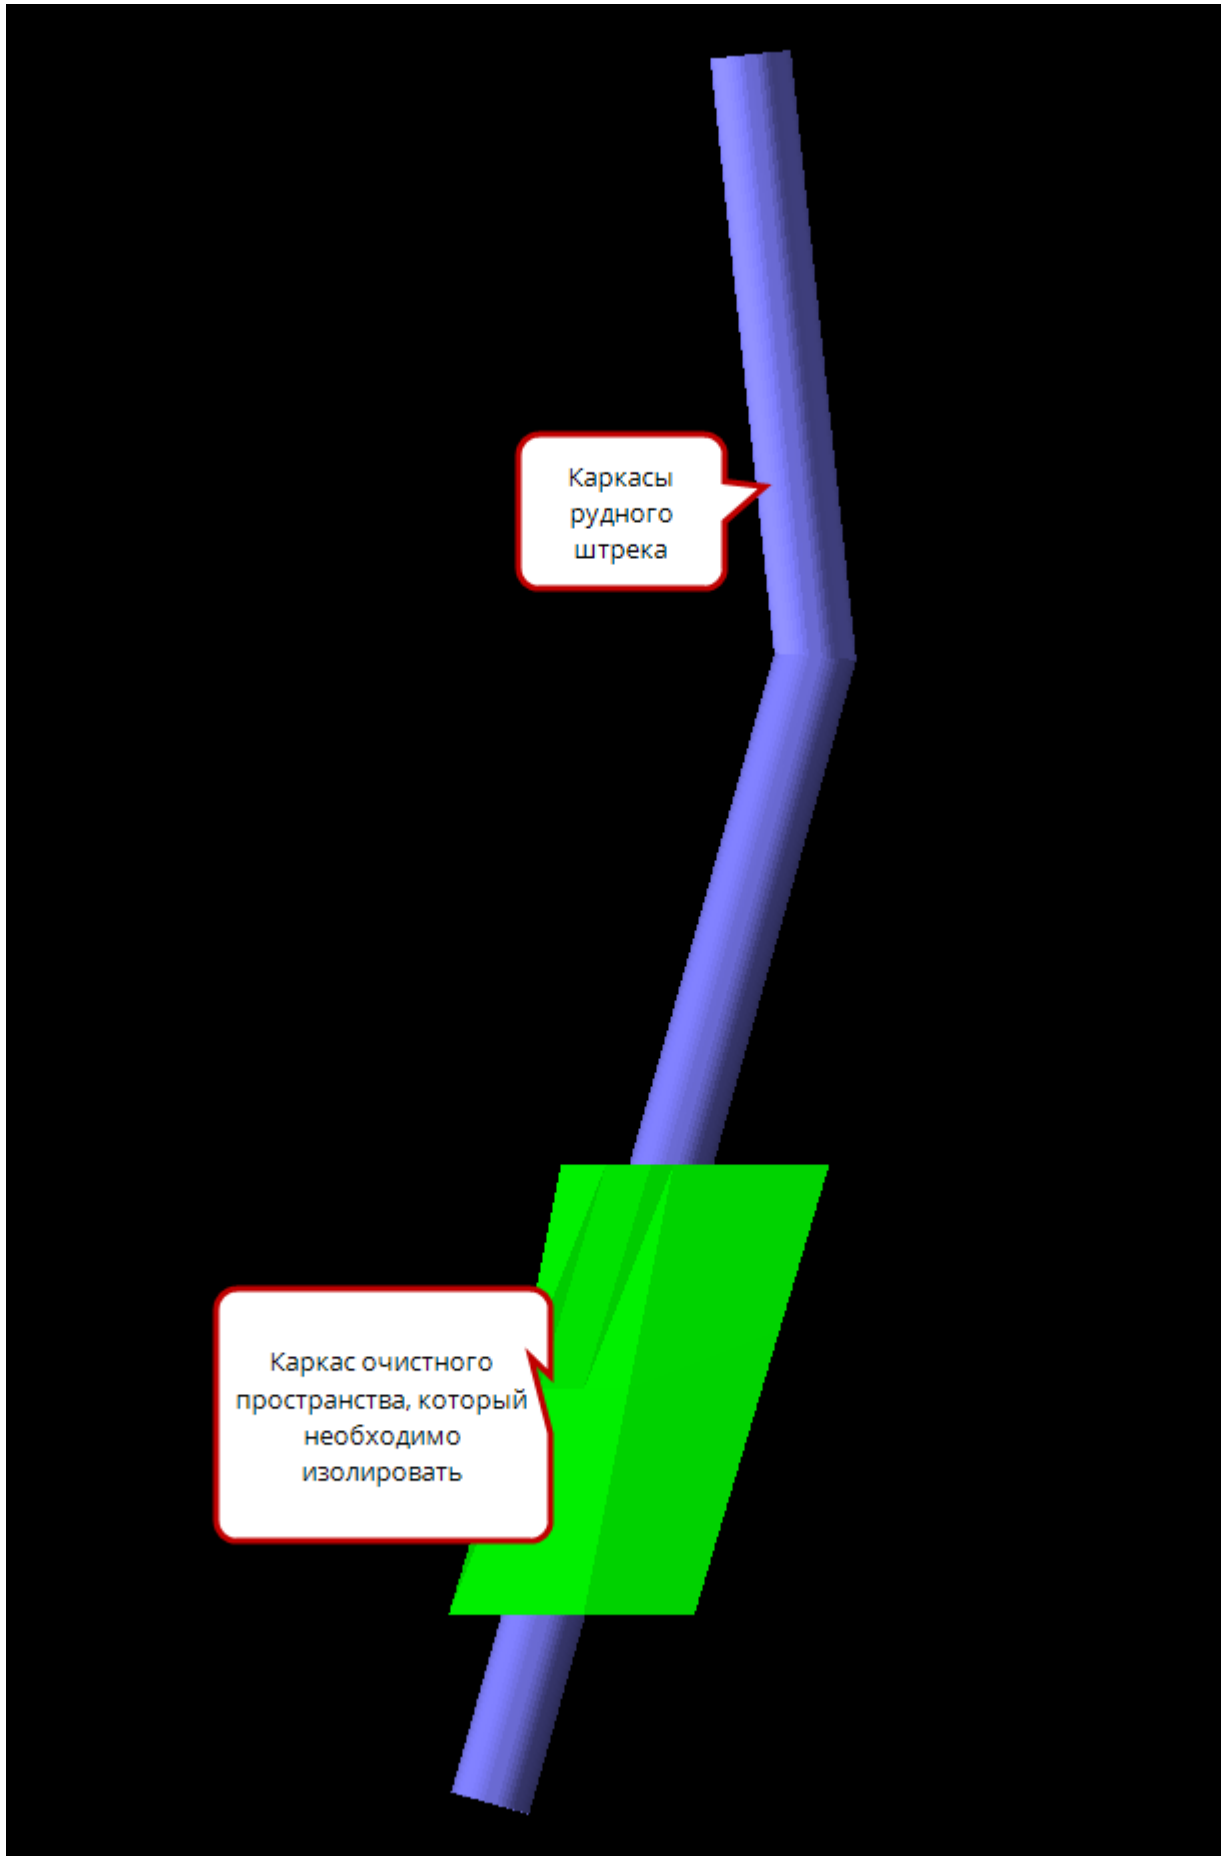 Каркасы
рудного
штрека
Каркас очистного
пространства, который
необходимо
изолировать